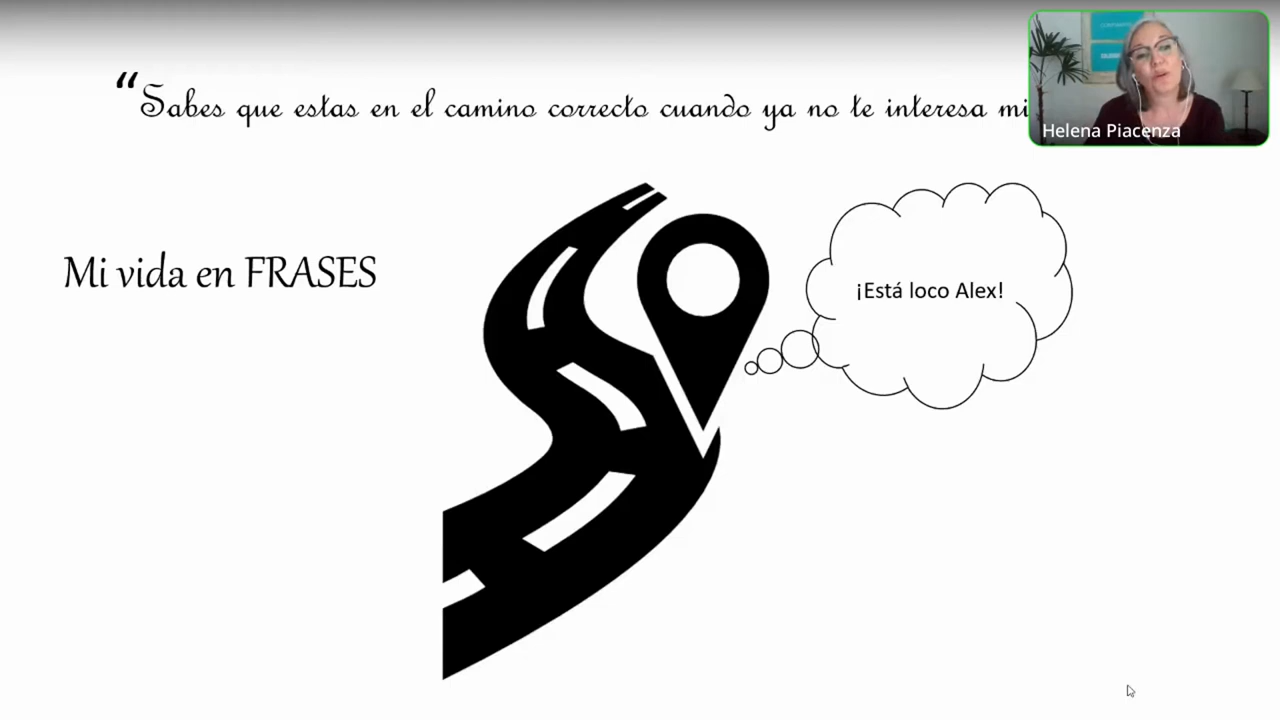 “Sabes que estas en el camino correcto cuando ya no te interesa
Helena Piacenza
Mi vida en FRASES
¡Está loco Alex!